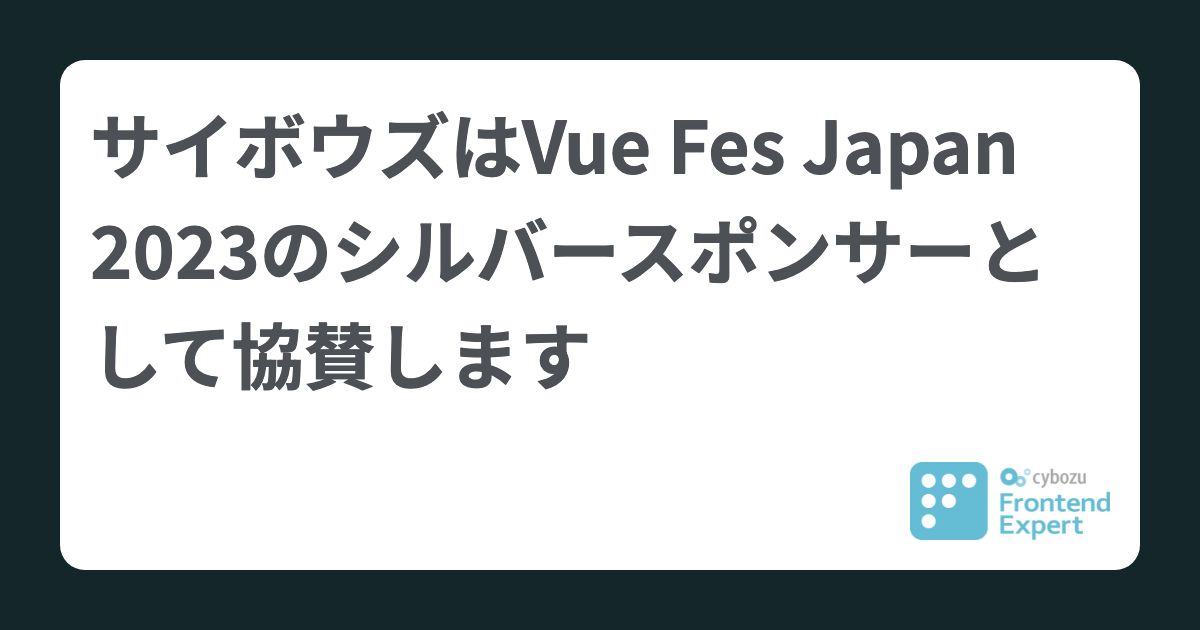 サイボウズはVue Fes Japan
2023のシルバースポンサーと
して協賛します
cybozu
Frontend
Expert